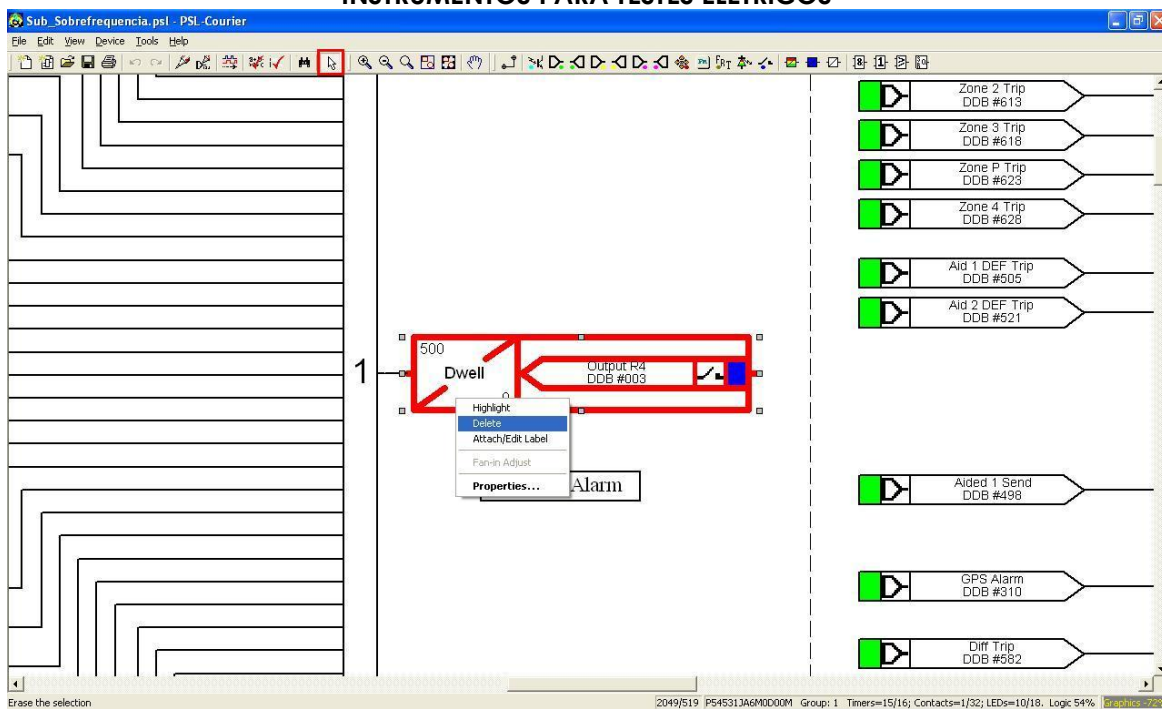 INSTRUMENTOS PARA TESTES ELÉTRICOS
Sub_Sobrefrequencia.psl - PSL-Courier
File Edit View Device Tools Help
Zone 2 Trip
DDB #613
Zone 3 Trip
DDB #618
Zone P Trip
DDB #623
Zone 4 Trip
DDB #628
Aid 1 DEF Trip
DDB #505
Aid 2 DEF Trip
DDB #521
500
1
Dwell
Output R4
DDB #003
Highlight
Delete
Attach/Edit Label
Fan-in Adjust
Properties...
Alarm
Aided 1 Send
DDB #498
GPS Alarm
DDB #310
Diff Trip
DDB #582
Erase the selection
2049/519 P54531JA6M0D00M Group: 1 Timers=15/16; Contacts=1/32; LEDs=10/18. Logic 54% Graphics -72%